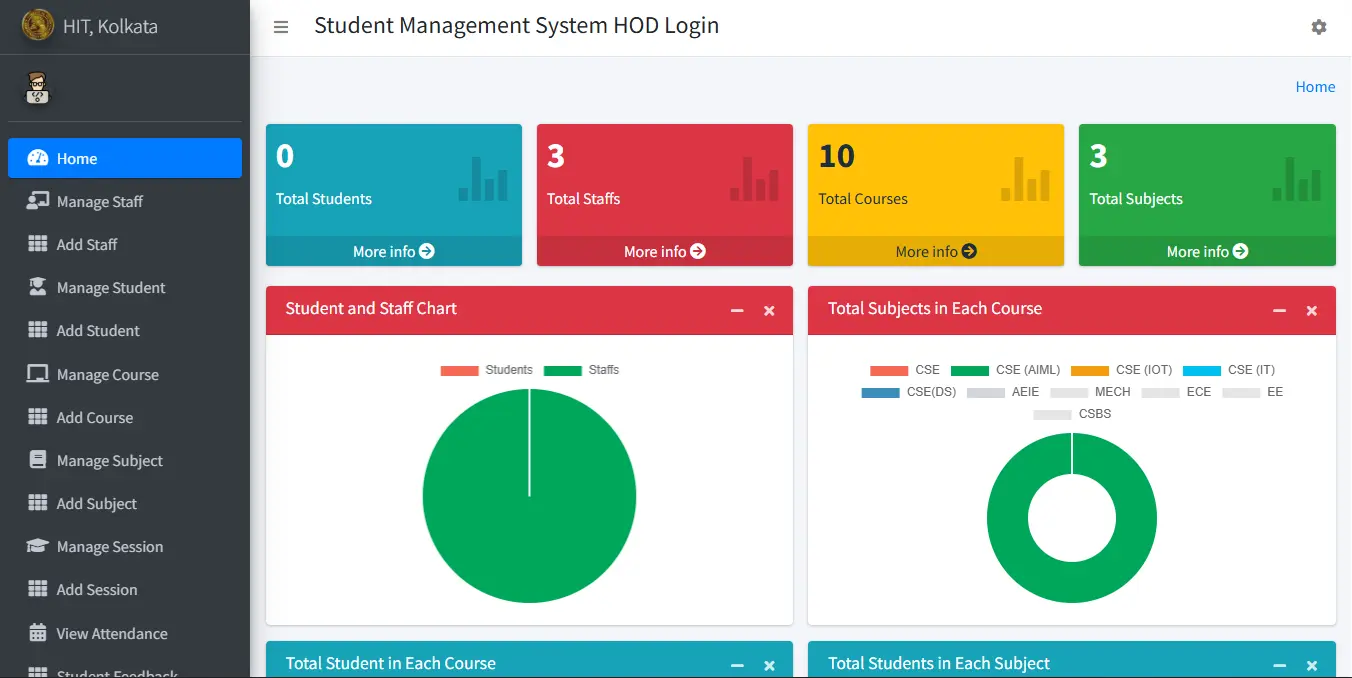 HIT, Kolkata
Student Management System HOD Login
Home
Home
Manage Staff
Add Staff
Manage Student
Add Student
Manage Course
Add Course
Manage Subject
Add Subject
Manage Session
Add Session
View Attendance
Student Feedback
0
Total Students
More info
3
Total Staffs
More info
10
Total Courses
More info
3
Total Subjects
More info
Student and Staff Chart
Students Staffs
Total Subjects in Each Course
CSE CSE (AIML) CSE (IOT) CSE (IT)
CSE(DS) AEIE MECH ECE EE
CSBS
Total Student in Each Course
Total Students in Each Subject